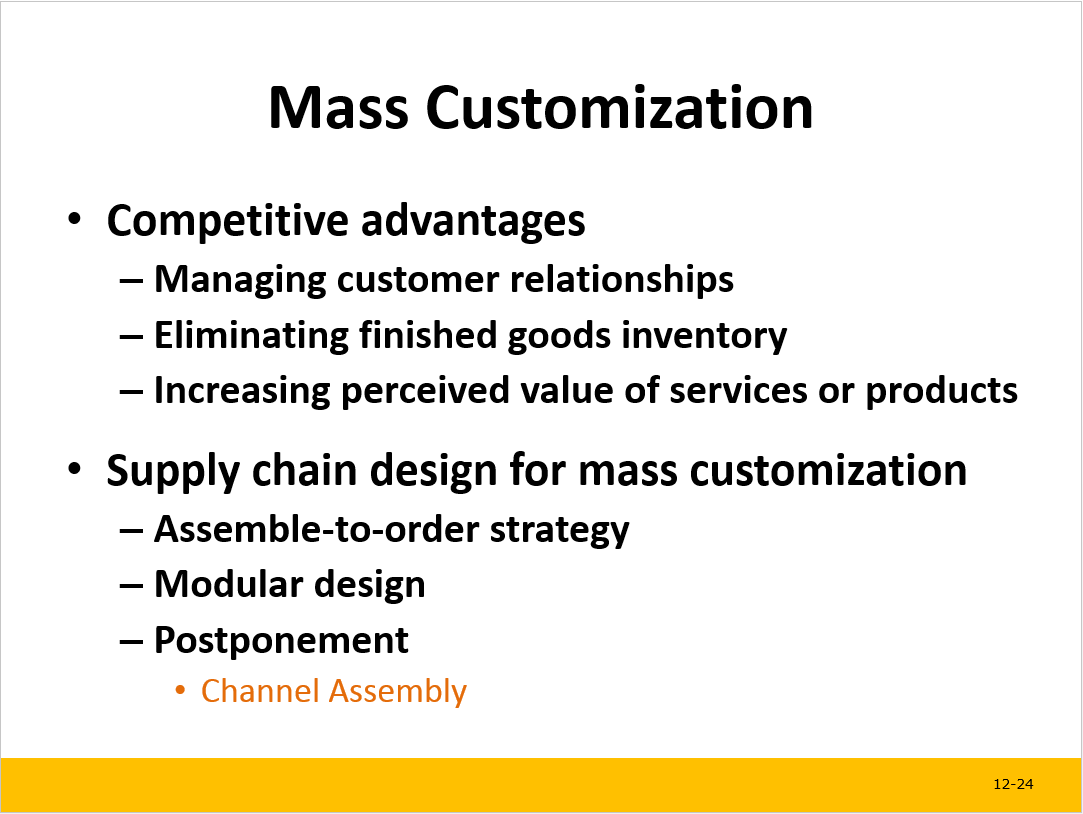 Mass Customization
• Competitive advantages
– Managing customer relationships
– Eliminating finished goods inventory
– Increasing perceived value of services or products
• Supply chain design for mass customization
– Assemble-to-order strategy
– Modular design
– Postponement
• Channel Assembly
12-24